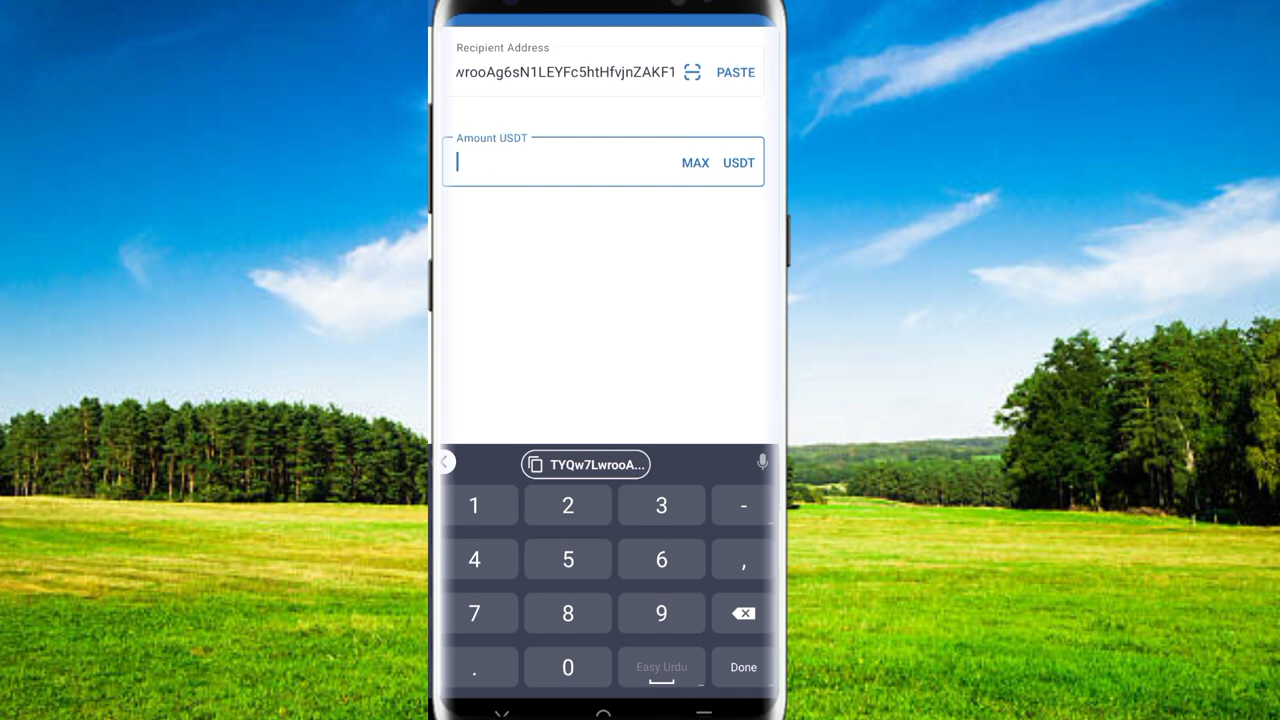 Recipient Address
wrooAg6sN1LEYFc5htHfvjnZAKF1 PASTE
Amount USDT
MAX USDT
TYQw7LwrooA...
1 2 3 -
4 5 6 ,
7 8 9
. 0 Easy Urdu Done